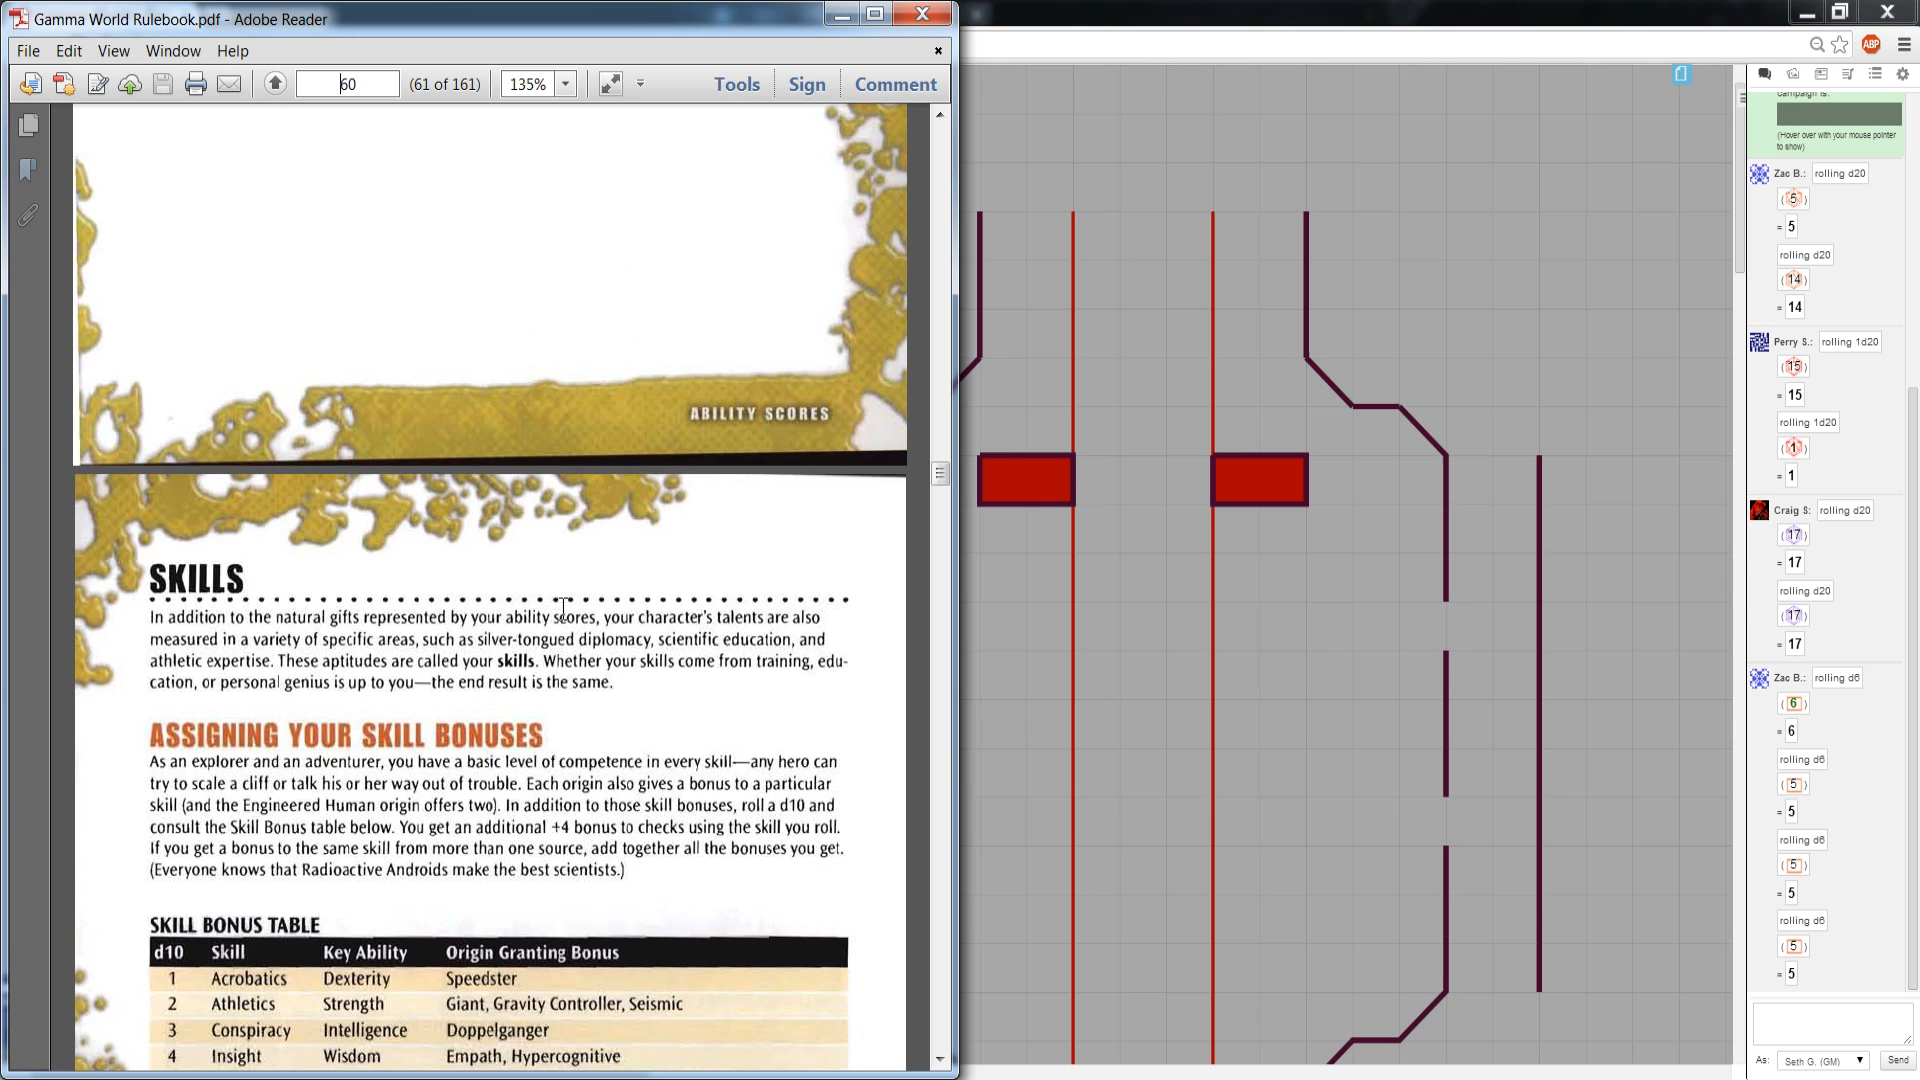 Gamma World Rulebook.pdf - Adobe Reader
File Edit View Window Help
60 (61 of 161) 135% Tools Sign Comment
ABILITY SCORES
SKILLS
In addition to the natural gifts represented by your ability scores, your character's talents are also
measured in a variety of specific areas, such as silver-tongued diplomacy, scientific education, and
athletic expertise. These aptitudes are called your skills. Whether your skills come from training, edu-
cation, or personal genius is up to you—the end result is the same.
ASSIGNING YOUR SKILL BONUSES
As an explorer and an adventurer, you have a basic level of competence in every skill—any hero can
try to scale a cliff or talk his or her way out of trouble. Each origin also gives a bonus to a particular
skill (and the Engineered Human origin offers two). In addition to those skill bonuses, roll a d10 and
consult the Skill Bonus table below. You get an additional +4 bonus to checks using the skill you roll.
If you get a bonus to the same skill from more than one source, add together all the bonuses you get.
(Everyone knows that Radioactive Androids make the best scientists.)
SKILL BONUS TABLE
d10 Skill Key Ability Origin Granting Bonus
1 Acrobatics Dexterity Speedster
2 Athletics Strength Giant, Gravity Controller, Seismic
3 Conspiracy Intelligence Doppelganger
4 Insight Wisdom Empath, Hypercognitive
ABP
campaign is:
(Hover over with your mouse pointer
to show)
Zac B.: rolling d20
(5)
= 5
rolling d20
(14)
= 14
Perry S.: rolling 1d20
(15)
= 15
rolling 1d20
(1)
= 1
Craig S: rolling d20
(17)
= 17
rolling d20
(17)
= 17
Zac B.: rolling d6
(6)
= 6
rolling d6
(5)
= 5
rolling d6
(5)
= 5
rolling d6
(5)
= 5
As: Seth G. (GM) Send